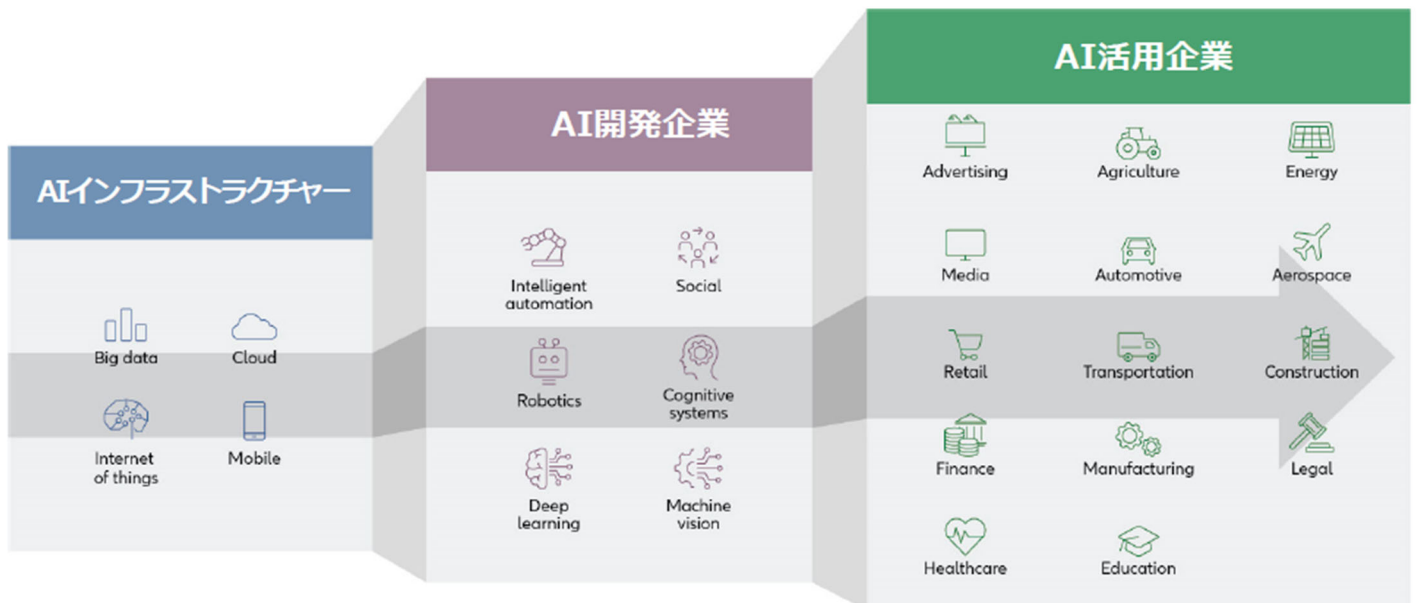 AIインフラストラクチャー
Big data
Cloud
Internet
of things
Mobile
AI開発企業
Intelligent
automation
Social
Robotics
Cognitive
systems
Deep
learning
Machine
vision
AI活用企業
Advertising
Agriculture
Energy
Media
Automotive
Aerospace
Retail
Transportation
Construction
Finance
Manufacturing
Legal
Healthcare
Education